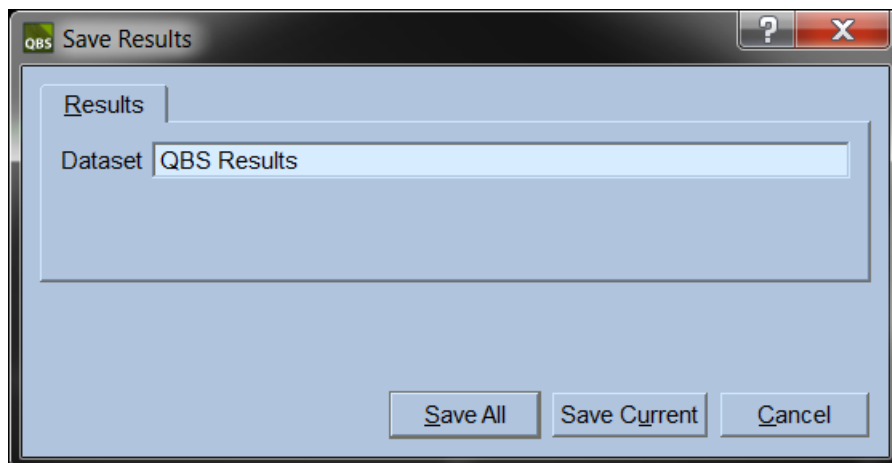 QBS Save Results
?
X
Results
Dataset QBS Results
Save All Save Current Cancel